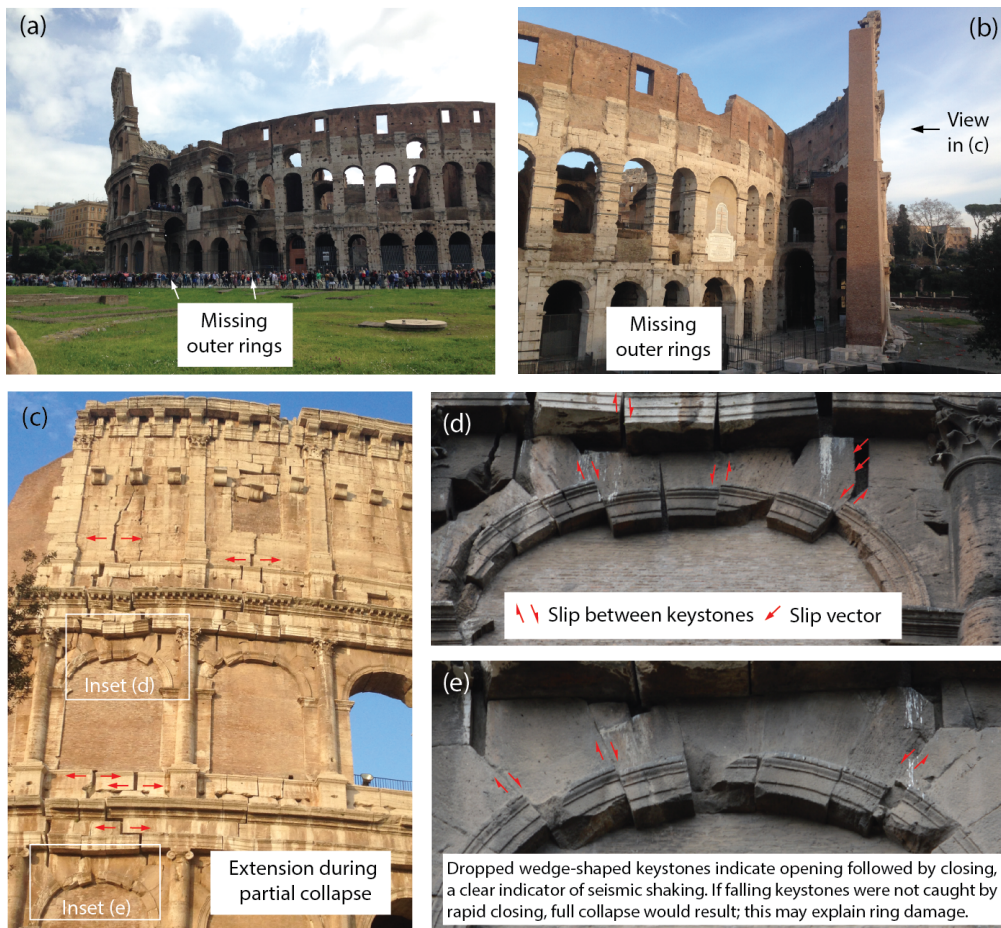 (a)
Missing
outer rings
(b)
View
in (c)
Missing
outer rings
(c)
Inset (d)
Inset (e)
Extension during
partial collapse
(d)
Slip between keystones
Slip vector
(e)
Dropped wedge-shaped keystones indicate opening followed by closing,
a clear indicator of seismic shaking. If falling keystones were not caught by
rapid closing, full collapse would result; this may explain ring damage.